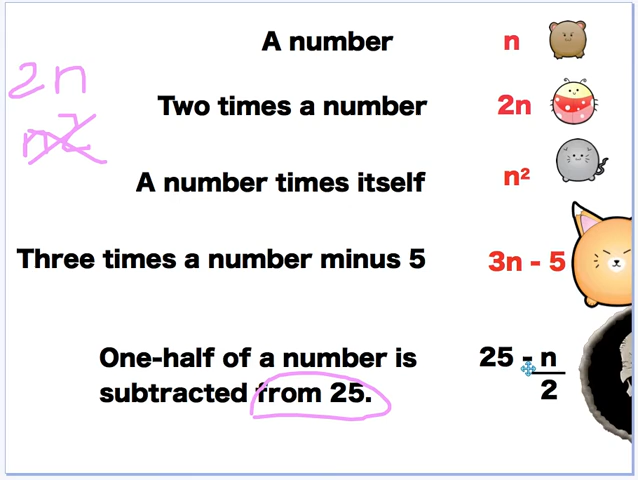 A number n
2n
Two times a number 2n
n2
A number times itself n²
Three times a number minus 5 3n - 5
One-half of a number is
subtracted from 25.
25 - n
2